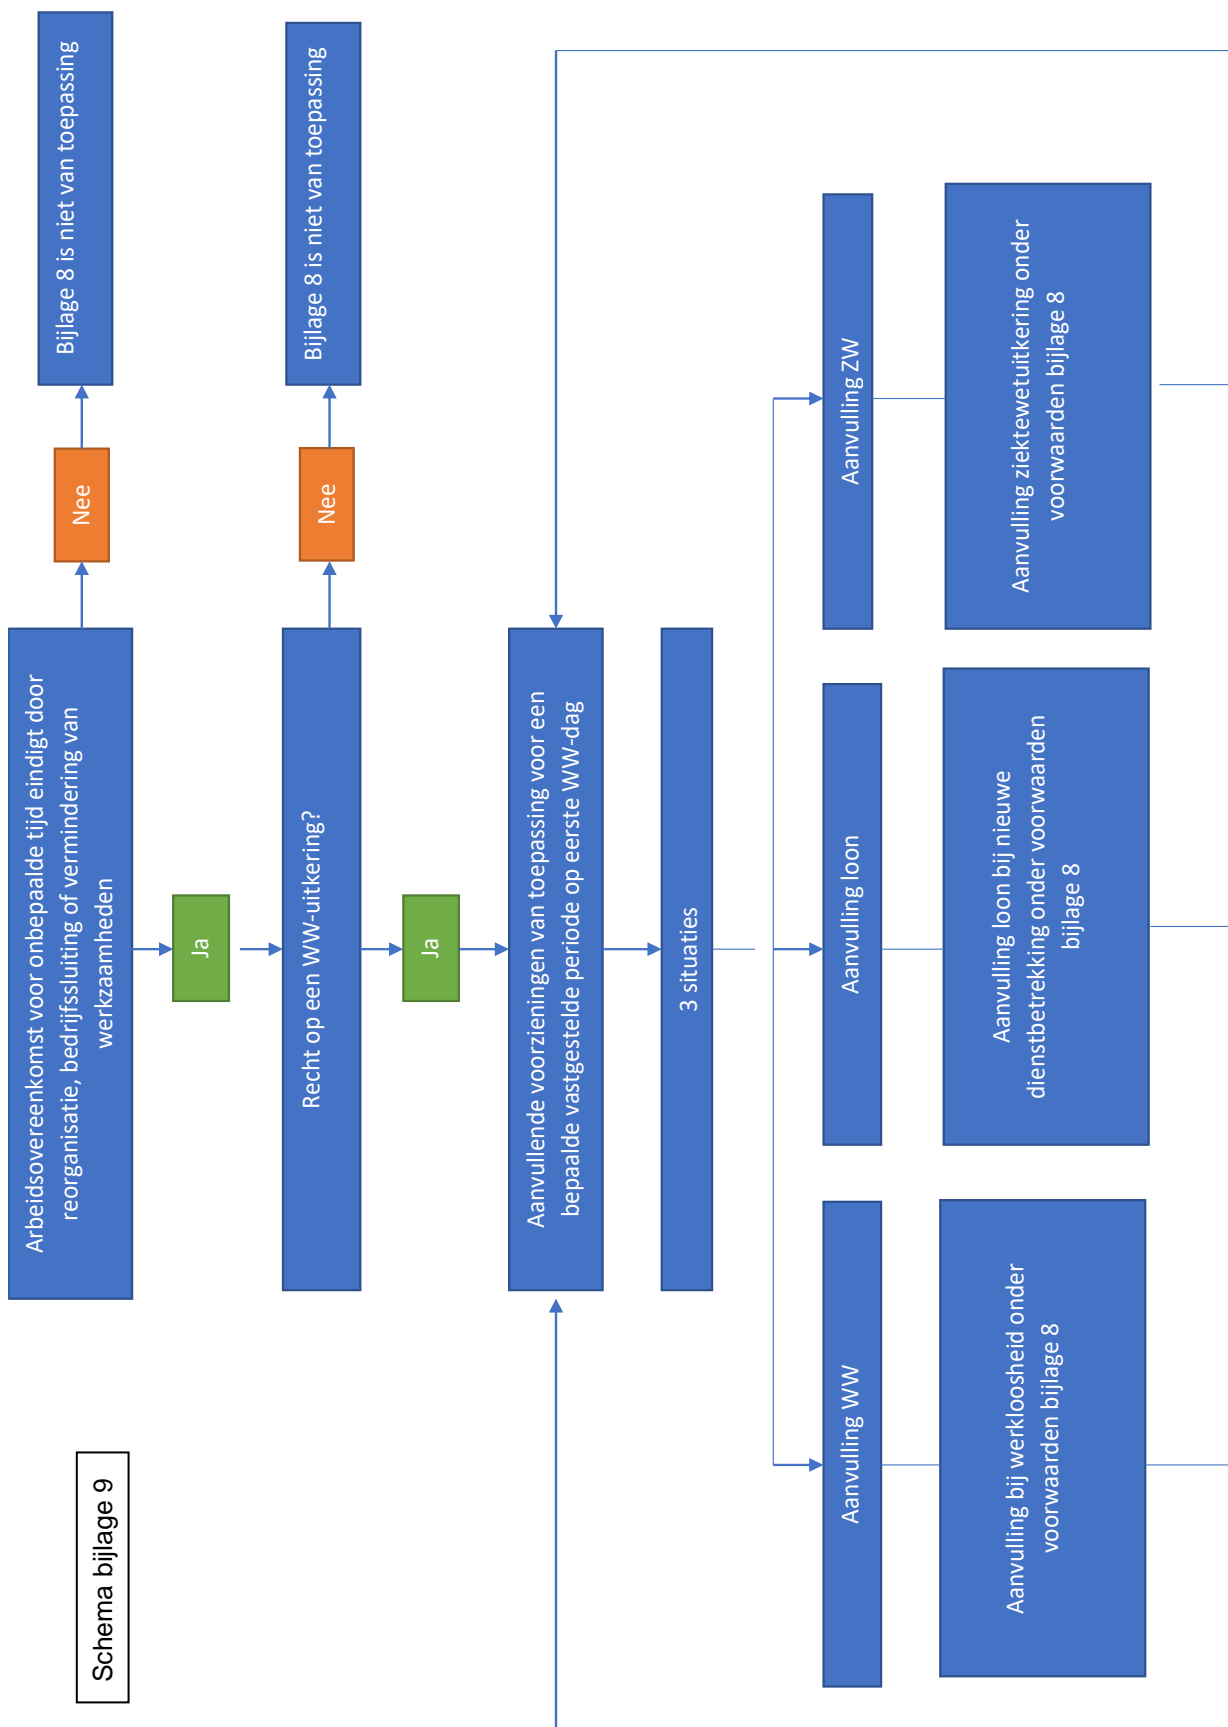 Schema bijlage 9
Arbeidsovereenkomst voor onbepaalde tijd eindigt door
reorganisatie, bedrijfssluiting of vermindering van
werkzaamheden
Nee
Bijlage 8 is niet van toepassing
Ja
Recht op een WW-uitkering?
Nee
Bijlage 8 is niet van toepassing
Ja
Aanvullende voorzieningen van toepassing voor een
bepaalde vastgestelde periode op eerste WW-dag
3 situaties
Aanvulling WW
Aanvulling loon
Aanvulling ZW
Aanvulling bij werkloosheid onder
voorwaarden bijlage 8
Aanvulling loon bij nieuwe
dienstbetrekking onder voorwaarden
bijlage 8
Aanvulling ziektewetuitkering onder
voorwaarden bijlage 8